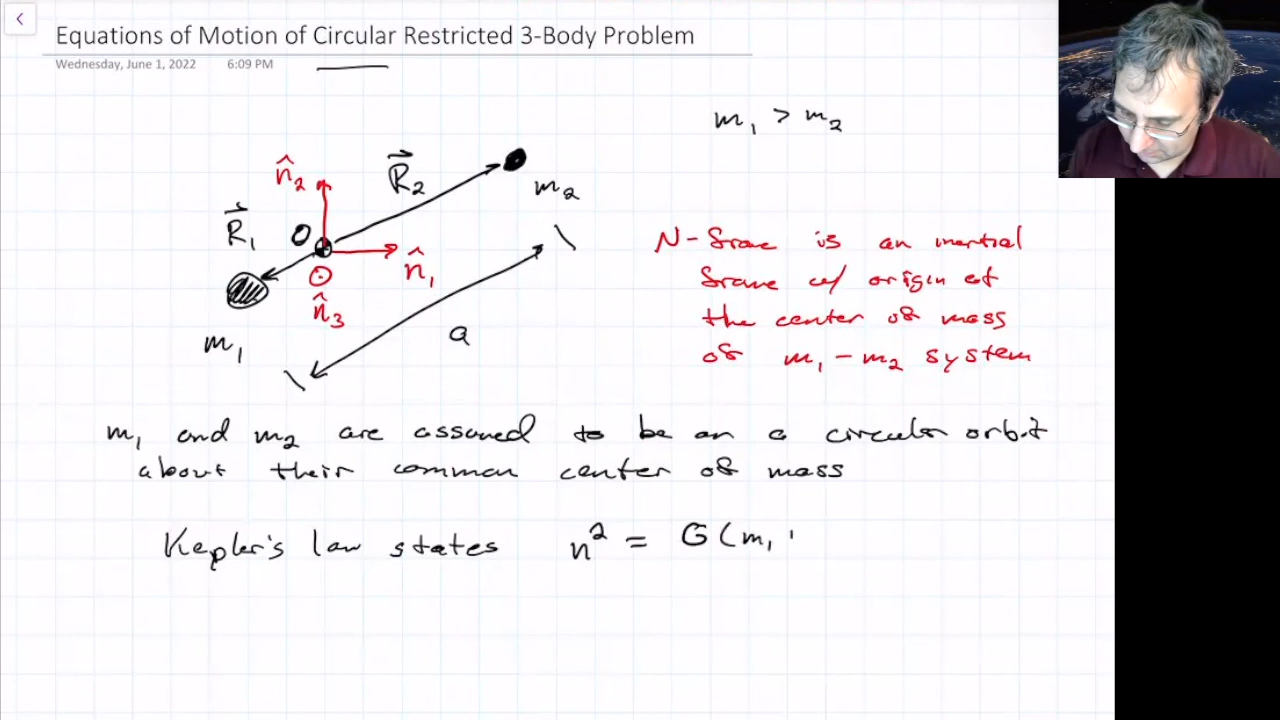 Equations of Motion of Circular Restricted 3-Body Problem
Wednesday, June 1, 2022 6:09 PM
m₁ > m₂
n̂₂
R⃗₂
m₂
R⃗₁
O
n̂₁
n̂₃
m₁
a
N-frame is an inertial
frame w/ origin at
the center of mass
of m₁-m₂ system
m₁ and m₂ are assumed to be an a circular orbit
about their common center of mass
Kepler's law states n² = G(m₁